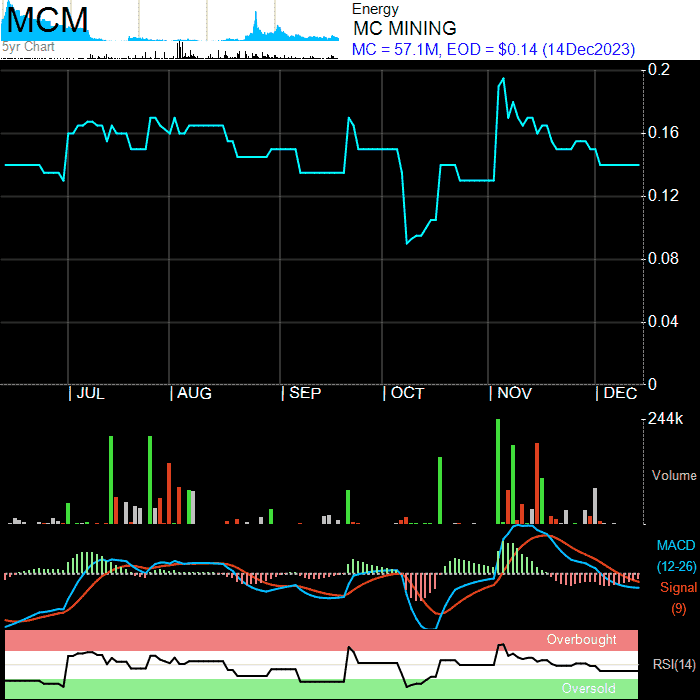 MCM
5yr Chart
Energy
MC MINING
MC = 57.1M, EOD = $0.14 (14Dec2023)
0.2
0.16
0.12
0.08
0.04
0
JUL AUG SEP OCT NOV DEC
244k
Volume
MACD
(12-26)
Signal
(9)
Overbought
RSI(14)
Oversold